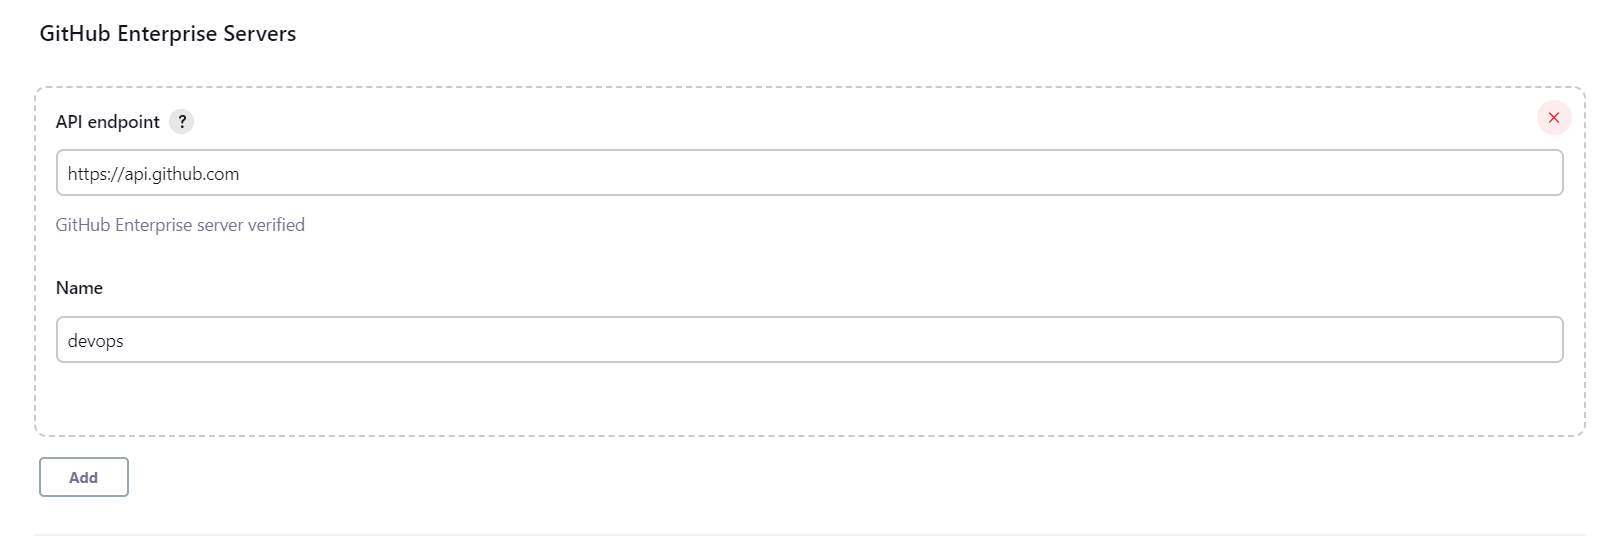 GitHub Enterprise Servers
API endpoint ?
https://api.github.com
GitHub Enterprise server verified
Name
devops
Add